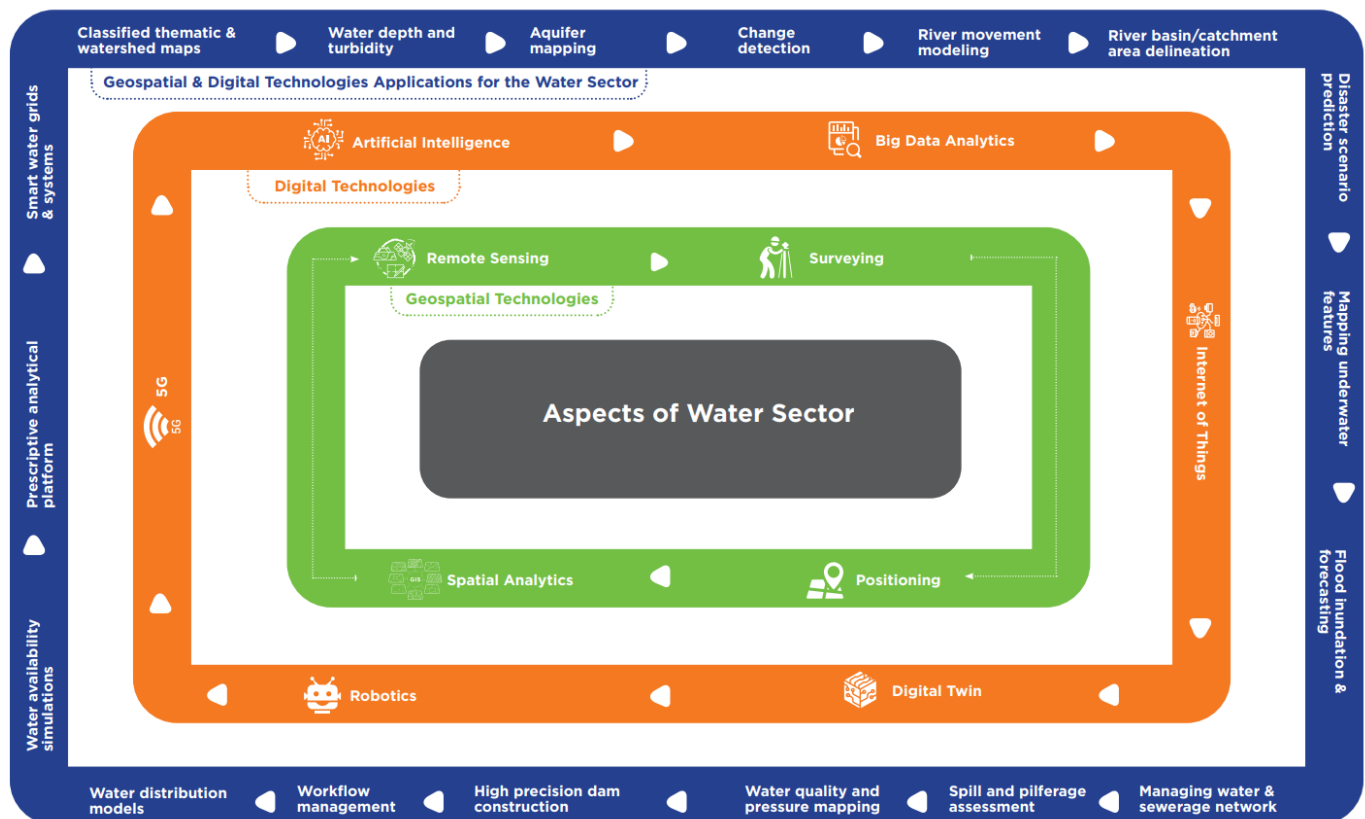 Classified thematic &
watershed maps
Water depth and
turbidity
Aquifer
mapping
Change
detection
River movement
modeling
River basin/catchment
area delineation
Geospatial & Digital Technologies Applications for the Water Sector
Disaster scenario
prediction
Mapping underwater
features
Flood inundation &
forecasting
Managing water &
sewerage network
Spill and pilferage
assessment
Water quality and
pressure mapping
High precision dam
construction
Workflow
management
Water distribution
models
Water availability
simulations
Prescriptive analytical
platform
Smart water grids
& systems
AI
Artificial Intelligence
Big Data Analytics
Digital Technologies
Internet of Things
Digital Twin
Robotics
5G
5G
Remote Sensing
Surveying
Geospatial Technologies
Positioning
GIS
Spatial Analytics
Aspects of Water Sector